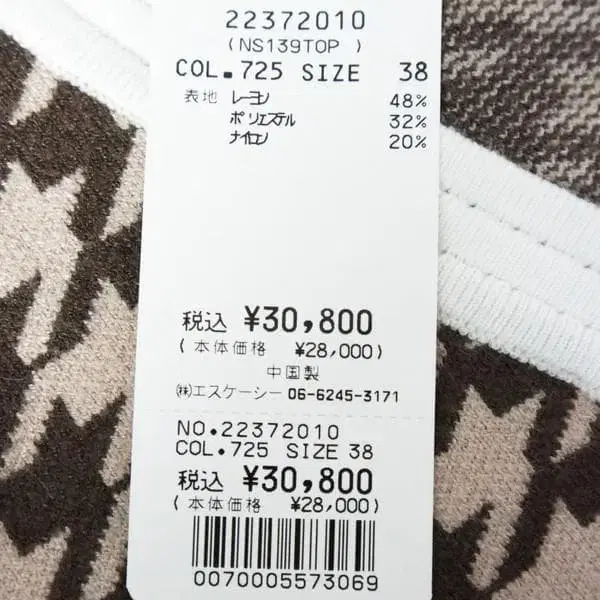 22372010
(NS139TOP )
COL.725 SIZE 38
表地 レーヨン 48%
ポリエステル 32%
ナイロン 20%
税込 ¥30,800
(本体価格 ¥28,000)
中国製
㈱エスケーシー 06-6245-3171
NO.22372010
COL.725 SIZE 38
税込 ¥30,800
(本体価格 ¥28,000)
0070005573069